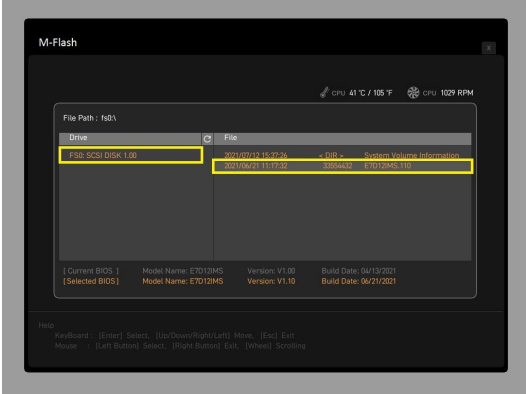 M-Flash
X
CPU 41 °C / 105 °F CPU 1029 RPM
File Path : fs0:\
Drive C File
FS0: SCSI DISK 1.00 2021/07/12 15:37:26 < DIR > System Volume Information
2021/06/21 11:17:32 33554432 E7D12IMS.110
[ Current BIOS ] Model Name: E7D12IMS Version: V1.00 Build Date: 04/13/2021
[Selected BIOS] Model Name: E7D12IMS Version: V1.10 Build Date: 06/21/2021
Help
KeyBoard : [Enter] Select, [Up/Down/Right/Left] Move, [Esc] Exit
Mouse : [Left Button] Select, [Right Button] Exit, [Wheel] Scrolling